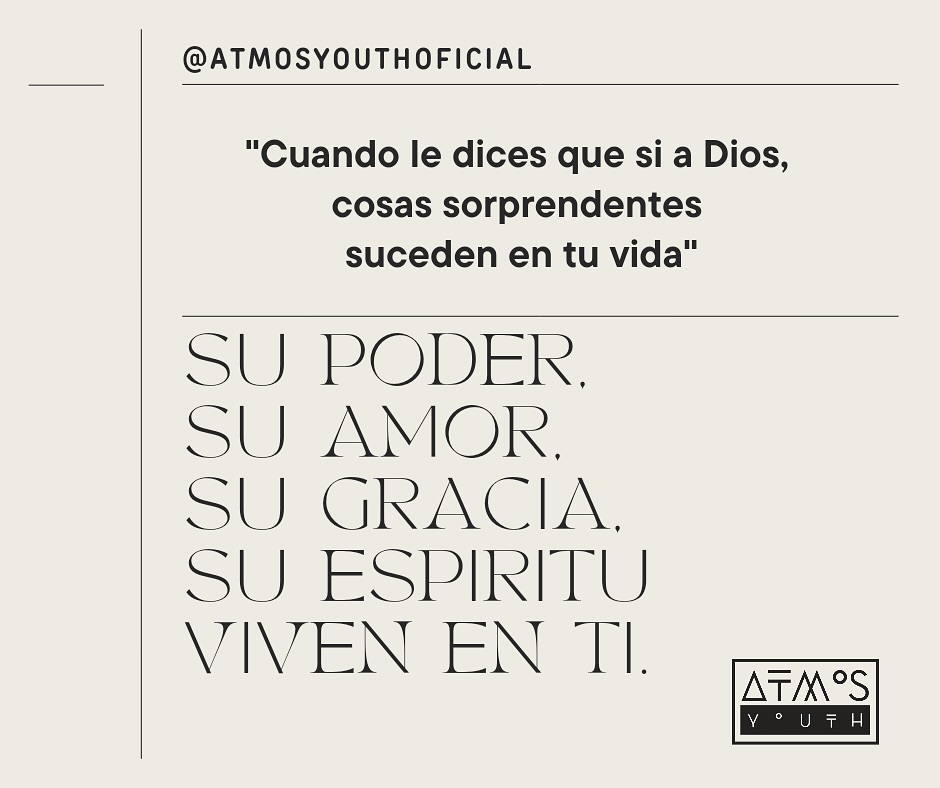 @ATMOSYOUTHOFICIAL
"Cuando le dices que si a Dios,
cosas sorprendentes
suceden en tu vida"
SU PODER,
SU AMOR,
SU GRACIA,
SU ESPIRITU
VIVEN EN TI.
ATMOS
YOUTH